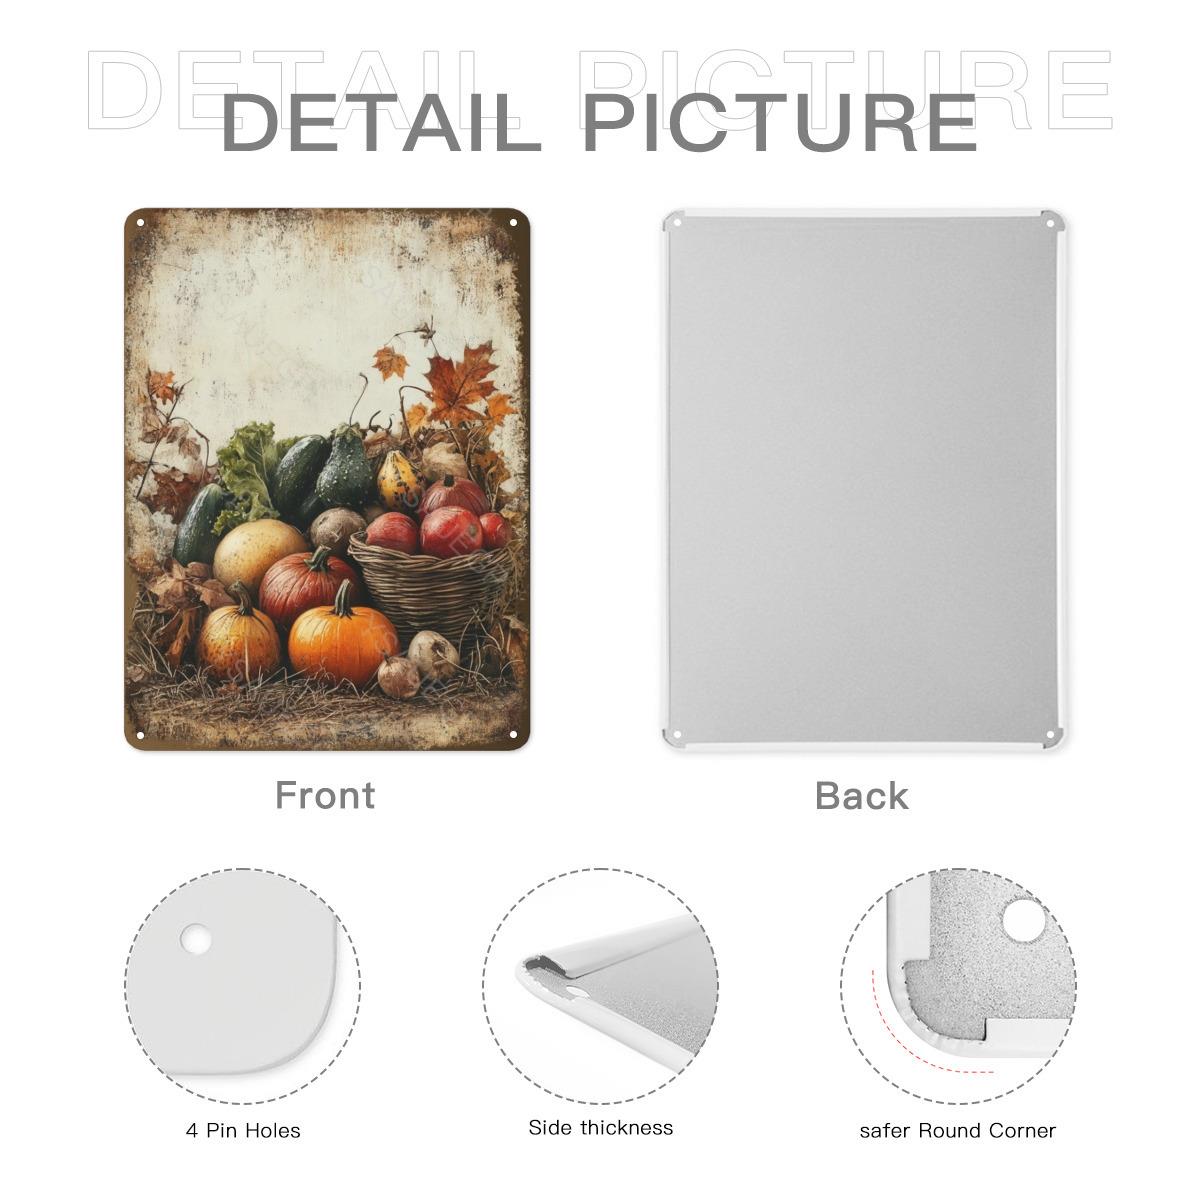 DETAIL PICTURE
DETAIL PICTURE
Front
Back
4 Pin Holes
Side thickness
safer Round Corner